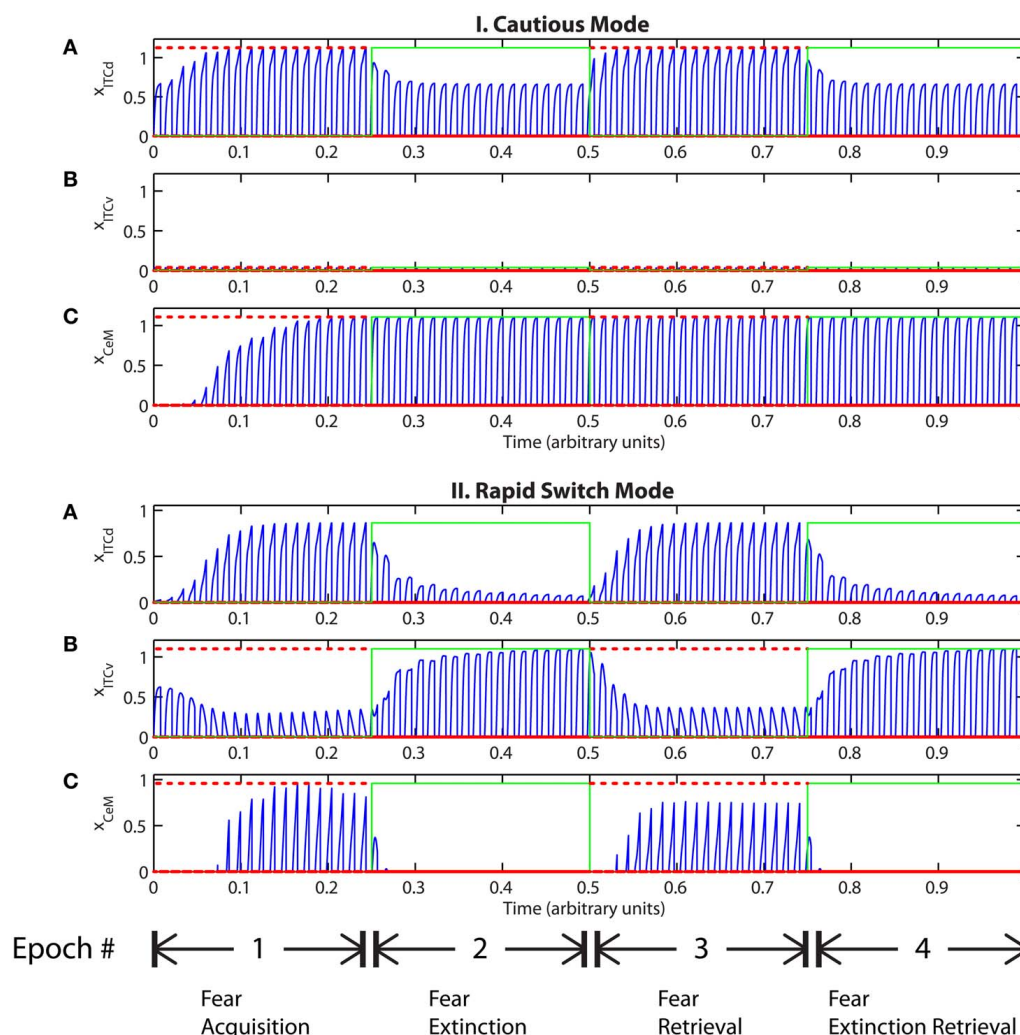 I. Cautious Mode
A
x_ITCd
1
0.5
0
0 0.1 0.2 0.3 0.4 0.5 0.6 0.7 0.8 0.9
B
x_ITCv
1
0.5
0
0 0.1 0.2 0.3 0.4 0.5 0.6 0.7 0.8 0.9
C
x_CeM
1
0.5
0
0 0.1 0.2 0.3 0.4 0.5 0.6 0.7 0.8 0.9
Time (arbitrary units)
II. Rapid Switch Mode
A
x_ITCd
1
0.5
0
0 0.1 0.2 0.3 0.4 0.5 0.6 0.7 0.8 0.9
B
x_ITCv
1
0.5
0
0 0.1 0.2 0.3 0.4 0.5 0.6 0.7 0.8 0.9
C
x_CeM
1
0.5
0
0 0.1 0.2 0.3 0.4 0.5 0.6 0.7 0.8 0.9
Time (arbitrary units)
Epoch # 1 2 3 4
Fear Fear Fear Fear
Acquisition Extinction Retrieval Extinction Retrieval